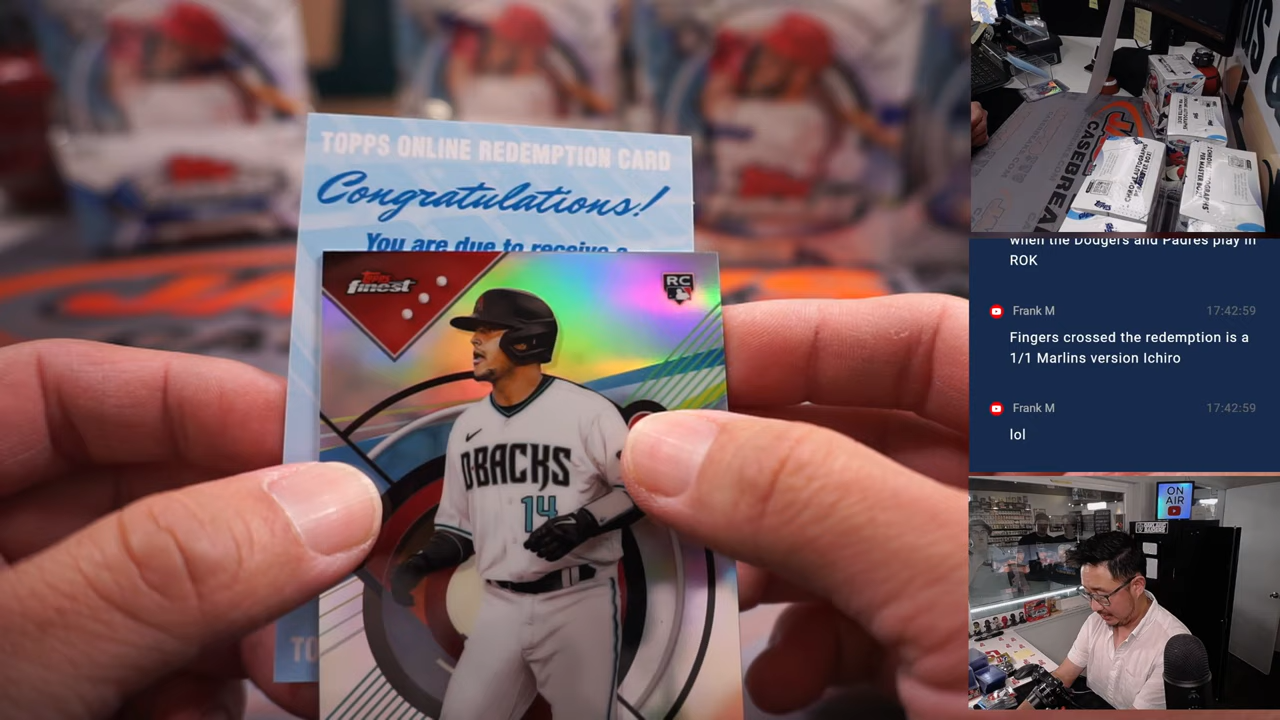 TOPPS ONLINE REDEMPTION CARD
Congratulations!
You are due to receive a
Topps
finest
RC
D-BACKS
14
TO
CASEBREA
when the Dodgers and Padres play in
ROK
Frank M
17:42:59
Fingers crossed the redemption is a
1/1 Marlins version Ichiro
Frank M
17:42:59
lol
ON
AIR